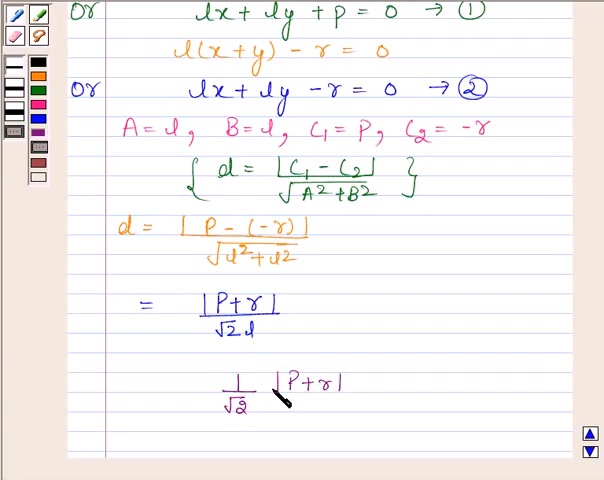 Or lx + ly + p = 0 → ①
l(x+y) - r = 0
Or lx + ly - r = 0 → ②
A = l, B = l, C₁ = P, C₂ = -r
{ d = |C₁ - C₂| / √A²+B² }
d = |P - (-r)| / √l²+l²
= |P+r| / √2 l
1/√2 |P+r|